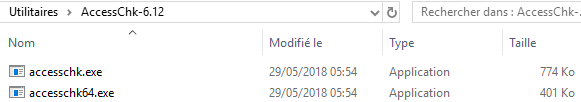 Utilitaires > AccessChk-6.12 Rechercher dans : AccessChk-
Nom Modifié le Type Taille
accesschk.exe 29/05/2018 05:54 Application 774 Ko
accesschk64.exe 29/05/2018 05:54 Application 401 Ko